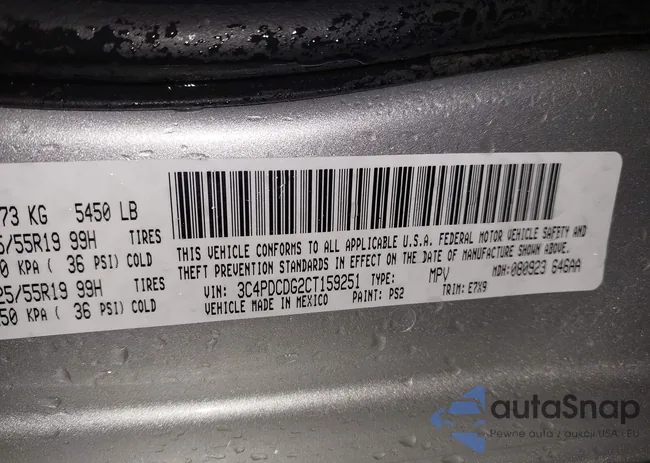 73 KG 5450 LB
/55R19 99H TIRES
0 KPA ( 36 PSI) COLD
25/55R19 99H TIRES
50 KPA ( 36 PSI) COLD
THIS VEHICLE CONFORMS TO ALL APPLICABLE U.S.A. FEDERAL MOTOR VEHICLE SAFETY AND
THEFT PREVENTION STANDARDS IN EFFECT ON THE DATE OF MANUFACTURE SHOWN ABOVE.
VIN: 3C4PDCDG2CT159251 TYPE: MPV MDH: 080923 646AA
VEHICLE MADE IN MEXICO PAINT: PS2 TRIM: E7X9
autaSnap
Pewne auta z aukcji USA i EU